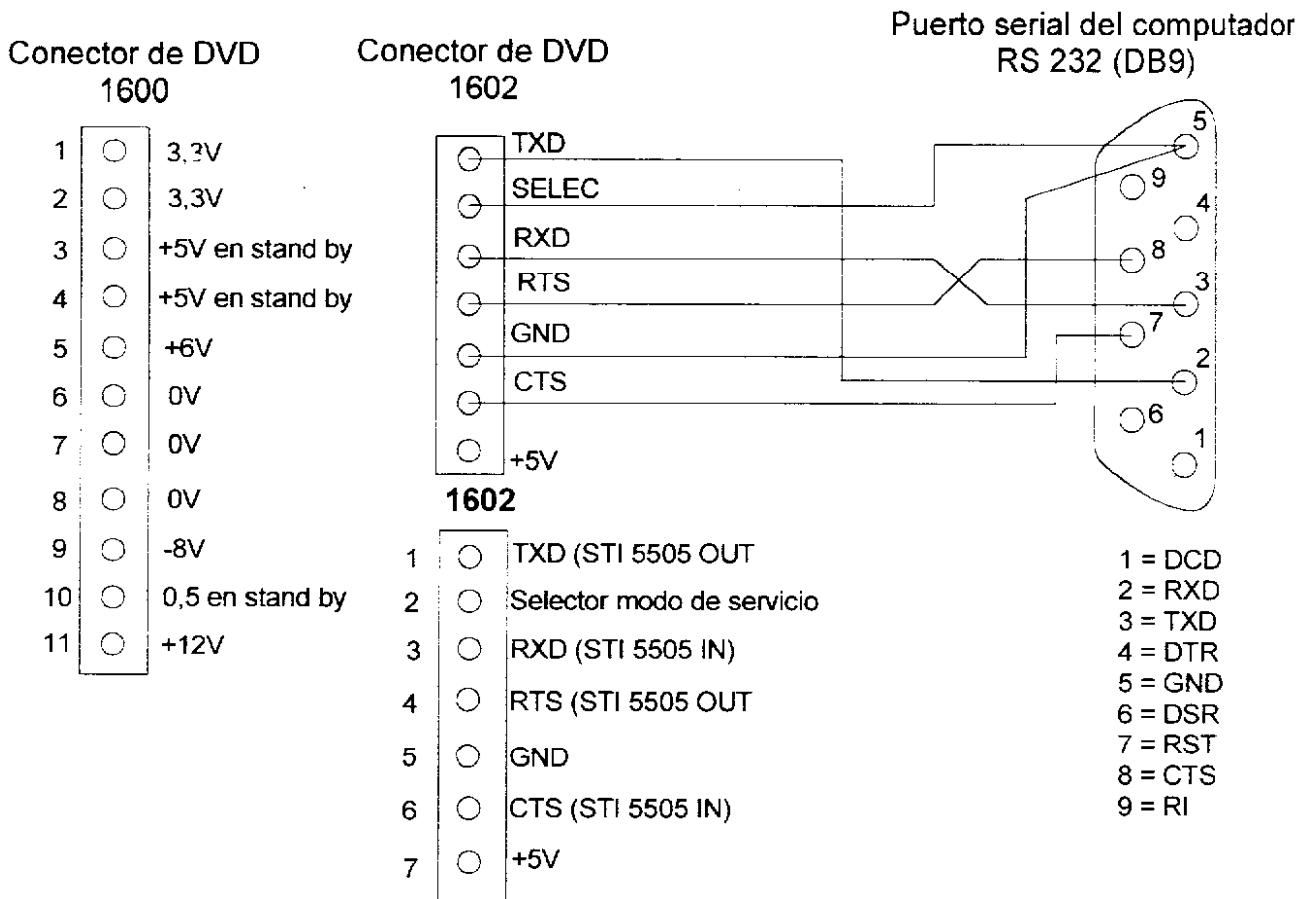 Conector de DVD
1600
1 3,3V
2 3,3V
3 +5V en stand by
4 +5V en stand by
5 +6V
6 0V
7 0V
8 0V
9 -8V
10 0,5 en stand by
11 +12V
Conector de DVD
1602
TXD
SELEC
RXD
RTS
GND
CTS
+5V
1602
1 TXD (STI 5505 OUT
2 Selector modo de servicio
3 RXD (STI 5505 IN)
4 RTS (STI 5505 OUT
5 GND
6 CTS (STI 5505 IN)
7 +5V
Puerto serial del computador
RS 232 (DB9)
5
9
4
8
3
7
2
6
1
1 = DCD
2 = RXD
3 = TXD
4 = DTR
5 = GND
6 = DSR
7 = RST
8 = CTS
9 = RI